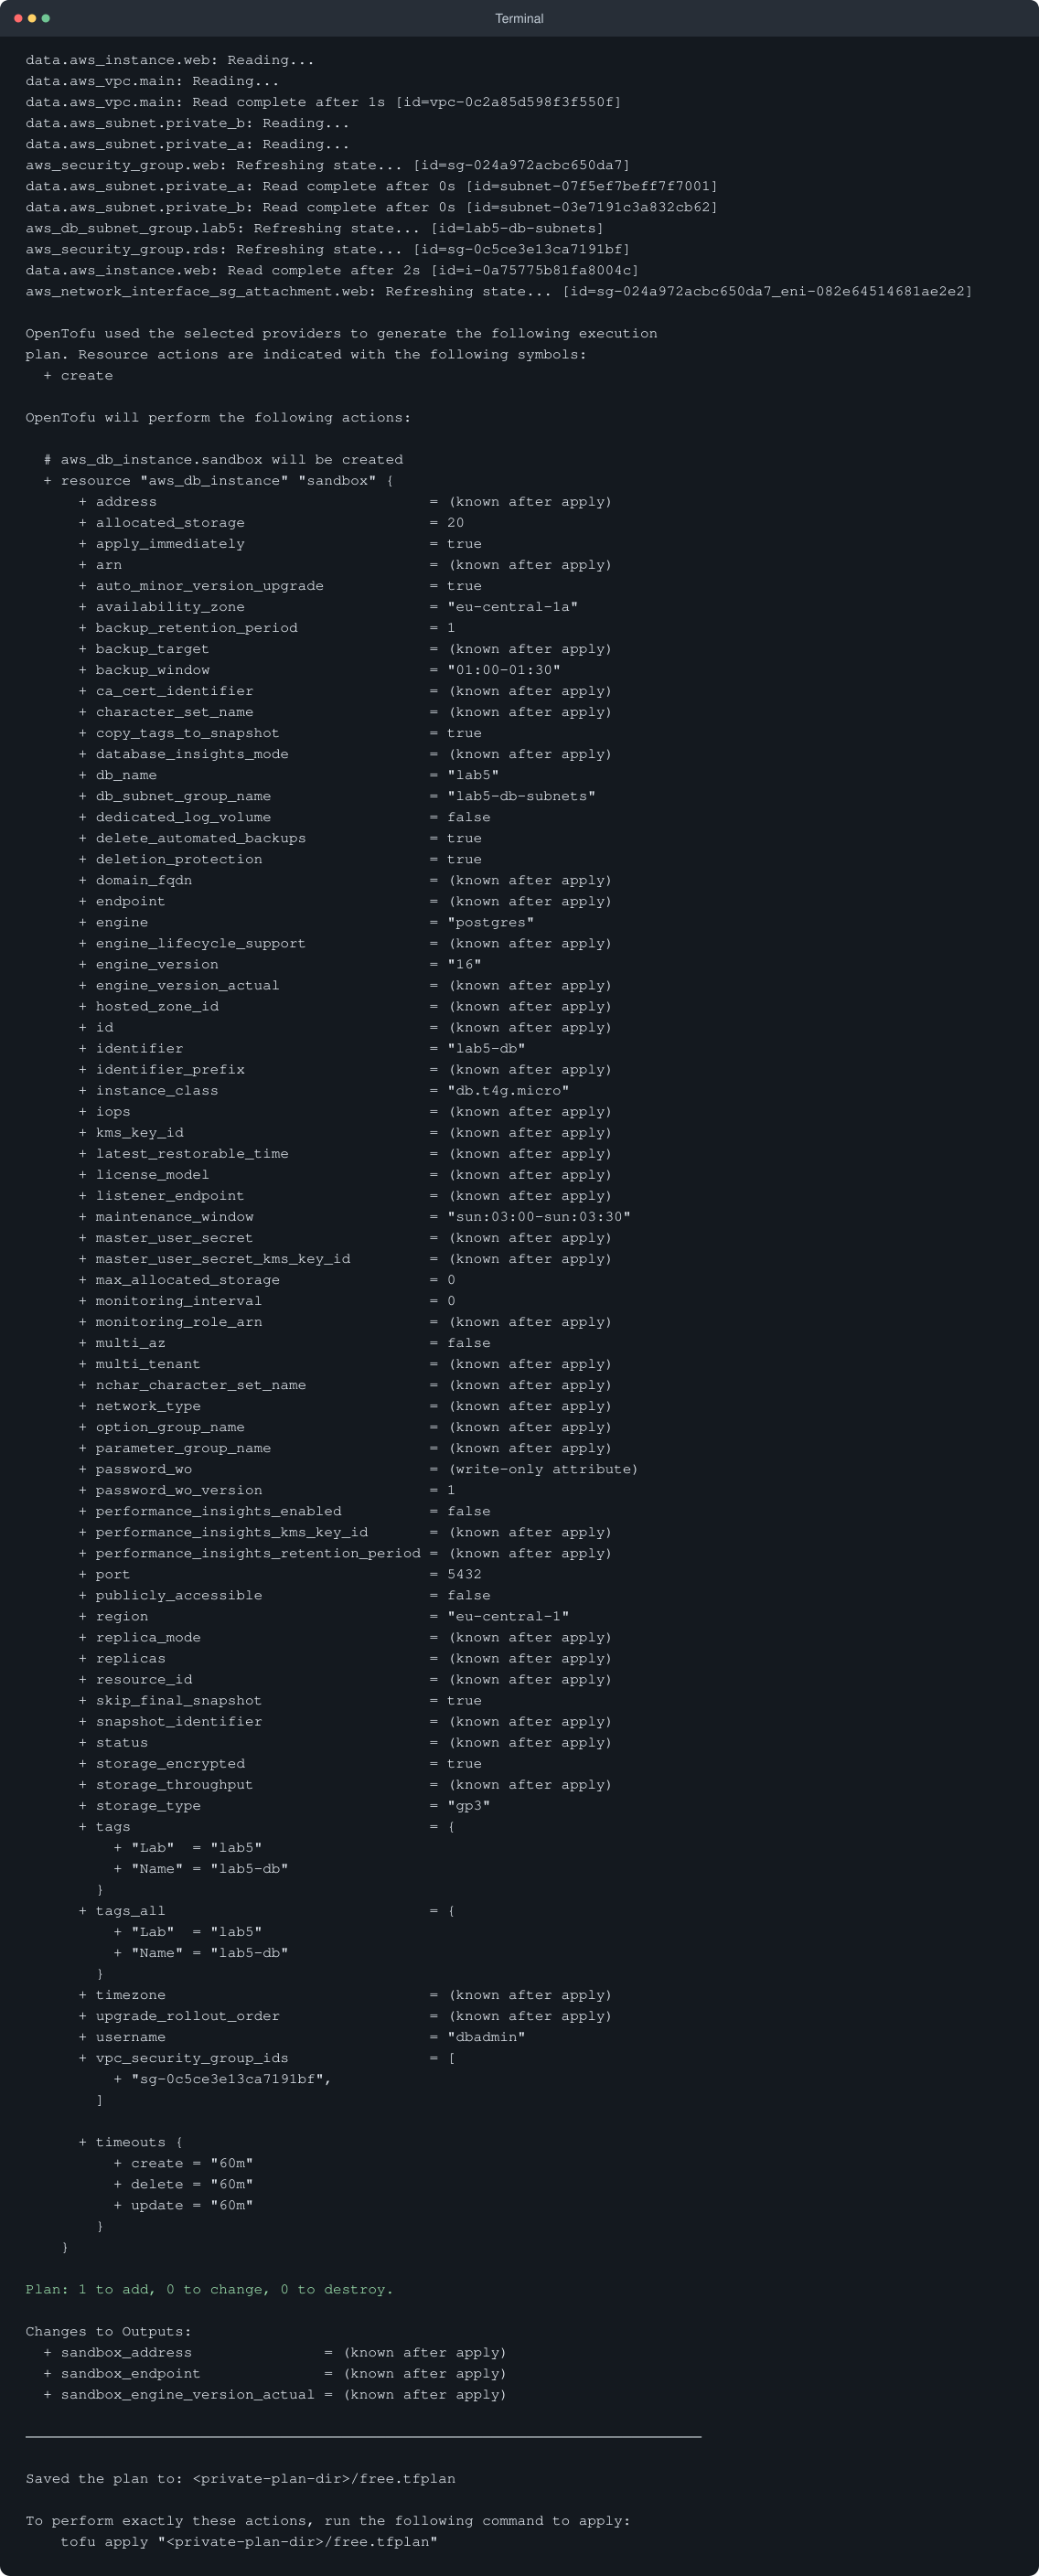 Terminal
data.aws_instance.web: Reading...
data.aws_vpc.main: Reading...
data.aws_vpc.main: Read complete after 1s [id=vpc-0c2a85d598f3f550f]
data.aws_subnet.private_b: Reading...
data.aws_subnet.private_a: Reading...
aws_security_group.web: Refreshing state... [id=sg-024a972acbc650da7]
data.aws_subnet.private_a: Read complete after 0s [id=subnet-07f5ef7beff7f7001]
data.aws_subnet.private_b: Read complete after 0s [id=subnet-03e7191c3a832cb62]
aws_db_subnet_group.lab5: Refreshing state... [id=lab5-db-subnets]
aws_security_group.rds: Refreshing state... [id=sg-0c5ce3e13ca7191bf]
data.aws_instance.web: Read complete after 2s [id=i-0a75775b81fa8004c]
aws_network_interface_sg_attachment.web: Refreshing state... [id=sg-024a972acbc650da7_eni-082e64514681ae2e2]

OpenTofu used the selected providers to generate the following execution
plan. Resource actions are indicated with the following symbols:
  + create

OpenTofu will perform the following actions:

  # aws_db_instance.sandbox will be created
  + resource "aws_db_instance" "sandbox" {
      + address                               = (known after apply)
      + allocated_storage                     = 20
      + apply_immediately                     = true
      + arn                                   = (known after apply)
      + auto_minor_version_upgrade            = true
      + availability_zone                     = "eu-central-1a"
      + backup_retention_period               = 1
      + backup_target                         = (known after apply)
      + backup_window                         = "01:00-01:30"
      + ca_cert_identifier                    = (known after apply)
      + character_set_name                    = (known after apply)
      + copy_tags_to_snapshot                 = true
      + database_insights_mode                = (known after apply)
      + db_name                               = "lab5"
      + db_subnet_group_name                  = "lab5-db-subnets"
      + dedicated_log_volume                  = false
      + delete_automated_backups              = true
      + deletion_protection                   = true
      + domain_fqdn                           = (known after apply)
      + endpoint                              = (known after apply)
      + engine                                = "postgres"
      + engine_lifecycle_support              = (known after apply)
      + engine_version                        = "16"
      + engine_version_actual                 = (known after apply)
      + hosted_zone_id                        = (known after apply)
      + id                                    = (known after apply)
      + identifier                            = "lab5-db"
      + identifier_prefix                     = (known after apply)
      + instance_class                        = "db.t4g.micro"
      + iops                                  = (known after apply)
      + kms_key_id                            = (known after apply)
      + latest_restorable_time                = (known after apply)
      + license_model                         = (known after apply)
      + listener_endpoint                     = (known after apply)
      + maintenance_window                    = "sun:03:00-sun:03:30"
      + master_user_secret                    = (known after apply)
      + master_user_secret_kms_key_id         = (known after apply)
      + max_allocated_storage                 = 0
      + monitoring_interval                   = 0
      + monitoring_role_arn                   = (known after apply)
      + multi_az                              = false
      + multi_tenant                          = (known after apply)
      + nchar_character_set_name              = (known after apply)
      + network_type                          = (known after apply)
      + option_group_name                     = (known after apply)
      + parameter_group_name                  = (known after apply)
      + password_wo                           = (write-only attribute)
      + password_wo_version                   = 1
      + performance_insights_enabled          = false
      + performance_insights_kms_key_id       = (known after apply)
      + performance_insights_retention_period = (known after apply)
      + port                                  = 5432
      + publicly_accessible                   = false
      + region                                = "eu-central-1"
      + replica_mode                          = (known after apply)
      + replicas                              = (known after apply)
      + resource_id                           = (known after apply)
      + skip_final_snapshot                   = true
      + snapshot_identifier                   = (known after apply)
      + status                                = (known after apply)
      + storage_encrypted                     = true
      + storage_throughput                    = (known after apply)
      + storage_type                          = "gp3"
      + tags                                  = {
          + "Lab"  = "lab5"
          + "Name" = "lab5-db"
        }
      + tags_all                              = {
          + "Lab"  = "lab5"
          + "Name" = "lab5-db"
        }
      + timezone                              = (known after apply)
      + upgrade_rollout_order                 = (known after apply)
      + username                              = "dbadmin"
      + vpc_security_group_ids                = [
          + "sg-0c5ce3e13ca7191bf",
        ]

      + timeouts {
          + create = "60m"
          + delete = "60m"
          + update = "60m"
        }
    }

Plan: 1 to add, 0 to change, 0 to destroy.

Changes to Outputs:
  + sandbox_address               = (known after apply)
  + sandbox_endpoint              = (known after apply)
  + sandbox_engine_version_actual = (known after apply)

Saved the plan to: <private-plan-dir>/free.tfplan

To perform exactly these actions, run the following command to apply:
    tofu apply "<private-plan-dir>/free.tfplan"